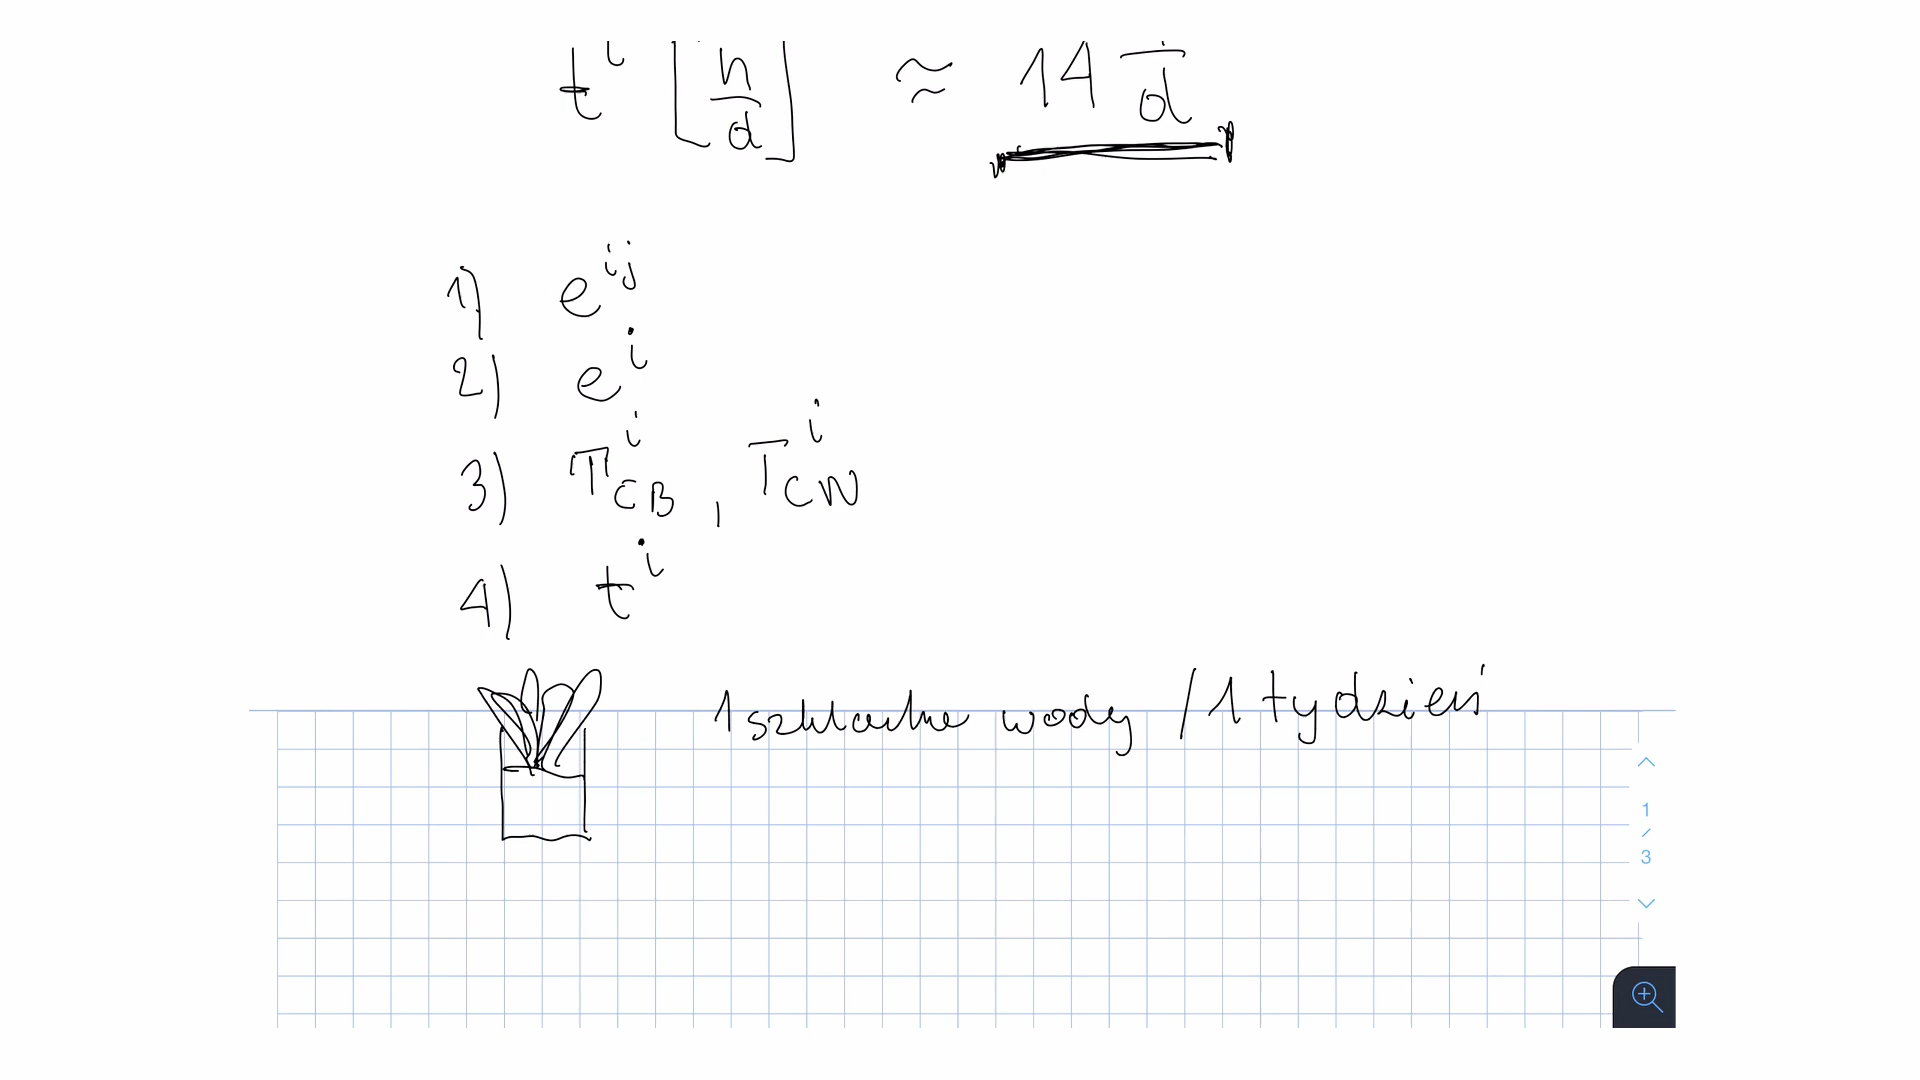 t^i [h/d] ≈ 14 /d
1) e^ij
2) e^i
3) T^i_CB, T^i_CW
4) t^i
1 szklanka wody / 1 tydzień
1
/
3